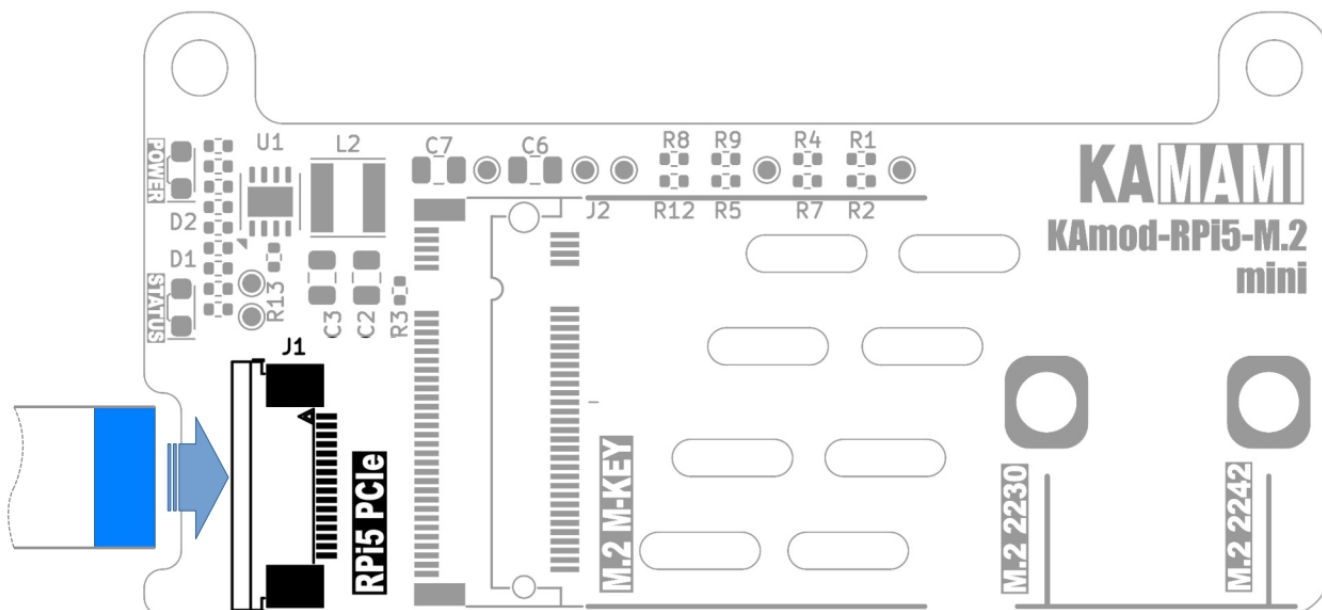 POWER
U1
L2
C7
C6
R8
R9
R4
R1
KAMAMI
D2
R12
R5
J2
R7
R2
KAmod-RPi5-M.2
mini
D1
STATUS
R13
C3
C2
R3
J1
RPi5 PCIe
M.2 M-KEY
M.2 2230
M.2 2242